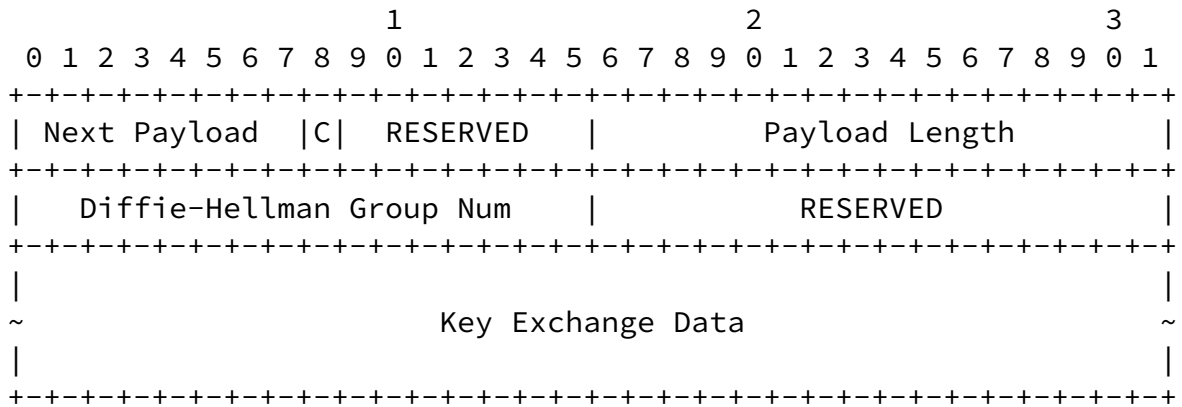 1                   2                   3
 0 1 2 3 4 5 6 7 8 9 0 1 2 3 4 5 6 7 8 9 0 1 2 3 4 5 6 7 8 9 0 1
+-+-+-+-+-+-+-+-+-+-+-+-+-+-+-+-+-+-+-+-+-+-+-+-+-+-+-+-+-+-+-+-+
| Next Payload  |C|  RESERVED   |         Payload Length        |
+-+-+-+-+-+-+-+-+-+-+-+-+-+-+-+-+-+-+-+-+-+-+-+-+-+-+-+-+-+-+-+-+
|   Diffie-Hellman Group Num    |           RESERVED            |
+-+-+-+-+-+-+-+-+-+-+-+-+-+-+-+-+-+-+-+-+-+-+-+-+-+-+-+-+-+-+-+-+
|                                                               |
~                       Key Exchange Data                       ~
|                                                               |
+-+-+-+-+-+-+-+-+-+-+-+-+-+-+-+-+-+-+-+-+-+-+-+-+-+-+-+-+-+-+-+-+